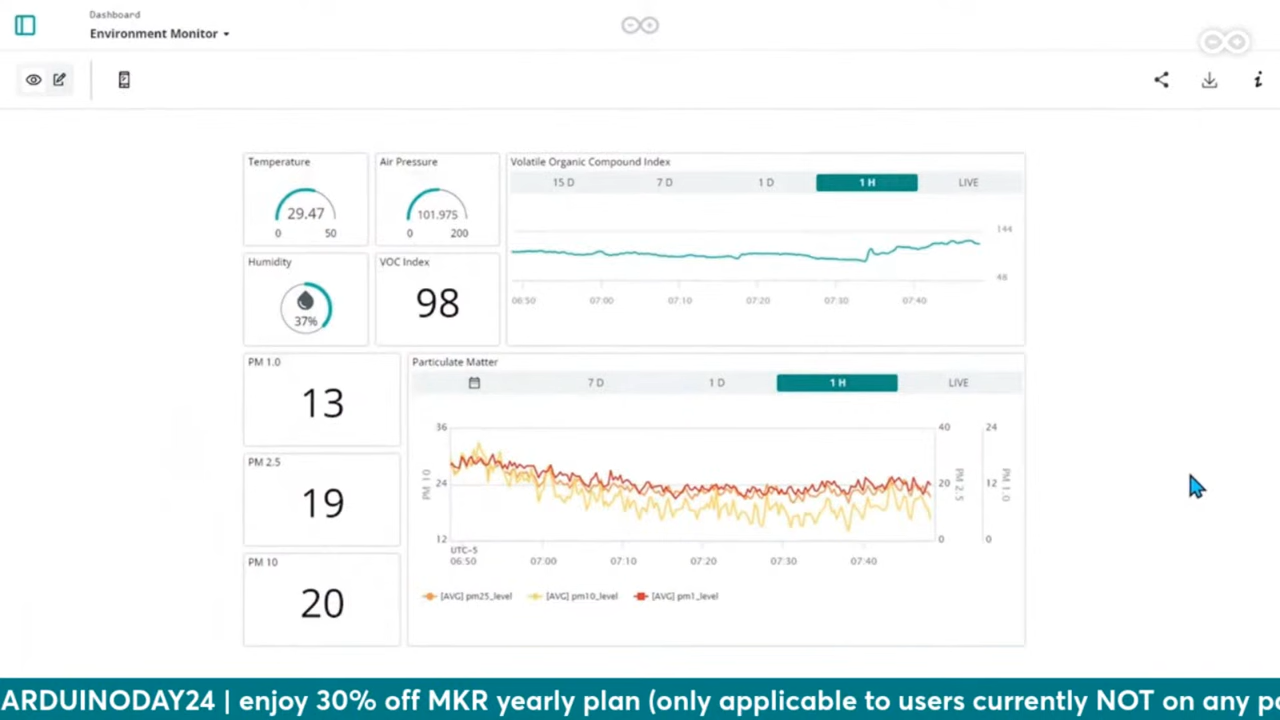 Dashboard
Environment Monitor
Temperature
29.47
0 50
Air Pressure
101.975
0 200
Volatile Organic Compound Index
15 D 7 D 1 D 1 H LIVE
144
48
06:50 07:00 07:10 07:20 07:30 07:40
Humidity
37%
VOC Index
98
PM 1.0
13
PM 2.5
19
PM 10
20
Particulate Matter
7 D 1 D 1 H LIVE
36 40 24
24 20 12
12 0 0
PM 10
PM 2.5
PM 1.0
UTC-5
06:50 07:00 07:10 07:20 07:30 07:40
[AVG] pm25_level [AVG] pm10_level [AVG] pm1_level
ARDUINODAY24 | enjoy 30% off MKR yearly plan (only applicable to users currently NOT on any